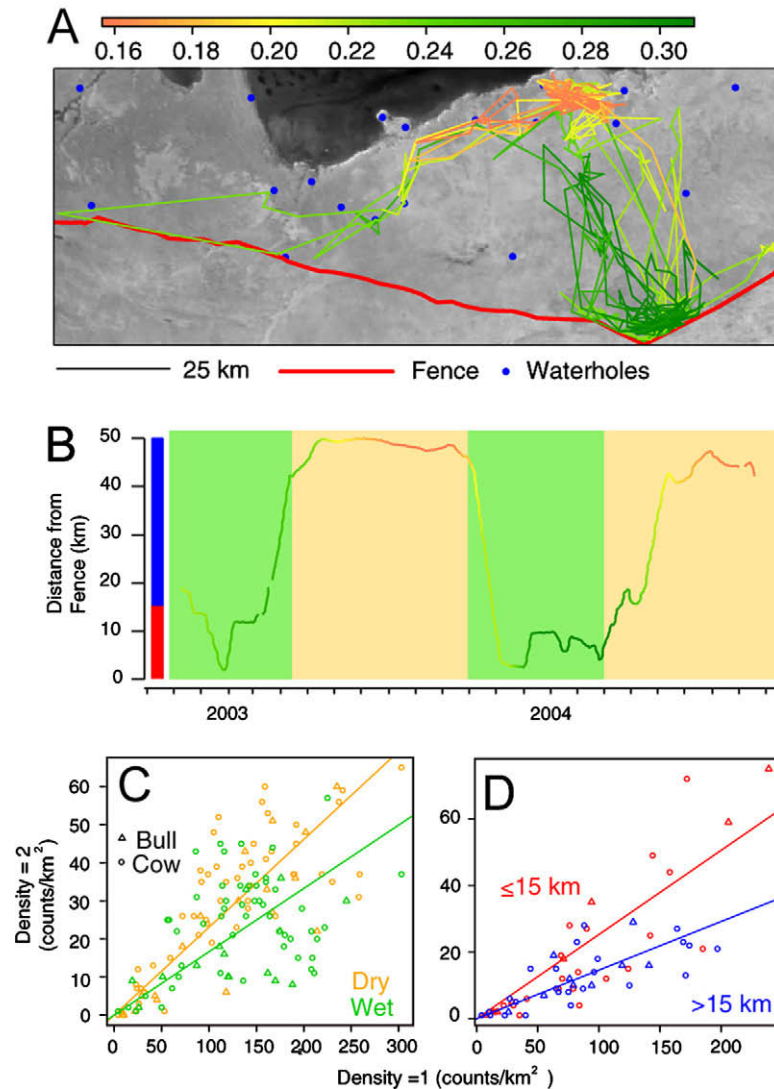 A
0.16 0.18 0.20 0.22 0.24 0.26 0.28 0.30
25 km Fence Waterholes
B
Distance from
Fence (km)
50
40
30
20
10
0
2003 2004
C
Bull
Cow
Dry
Wet
Density = 2
(counts/km²)
60
50
40
30
20
10
0
0 50 100 150 200 250 300
D
≤15 km
>15 km
60
40
20
0
0 50 100 150 200
Density =1 (counts/km²)